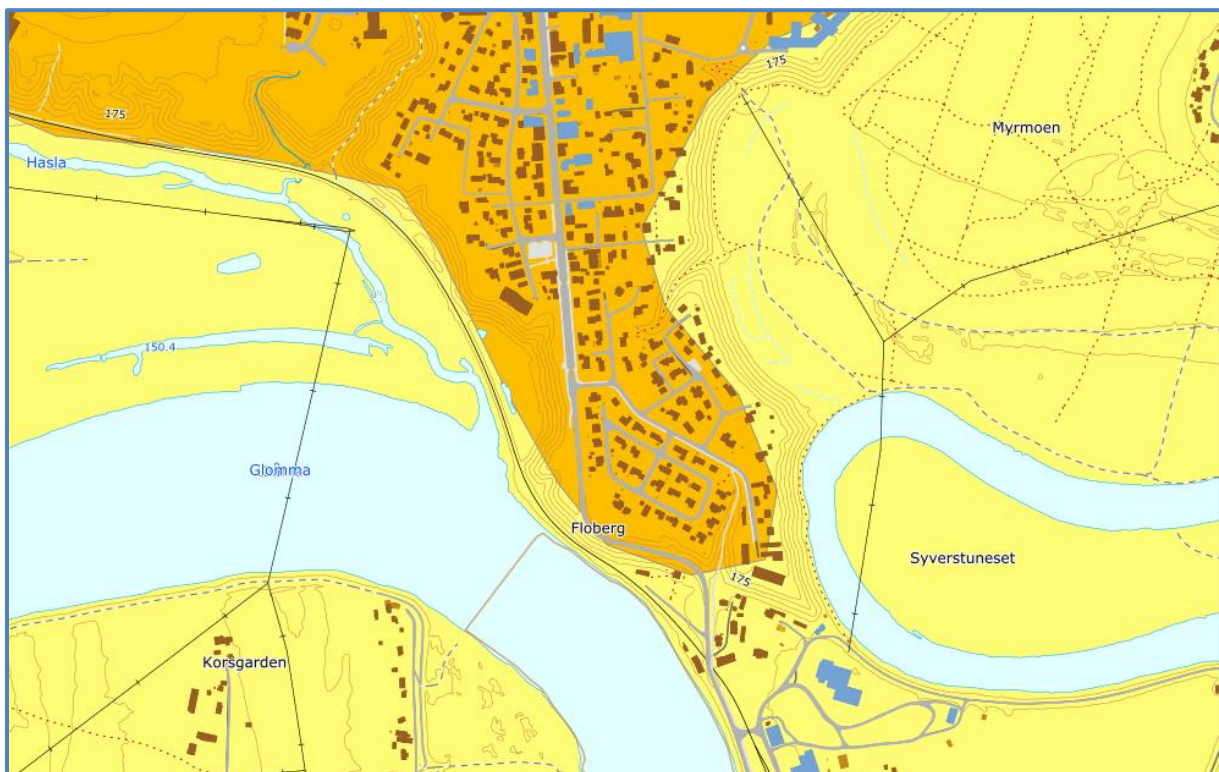 175
175
Myrmoen
Hasla
150.4
Glomma
Floberg
Syverstuneset
175
Korsgarden